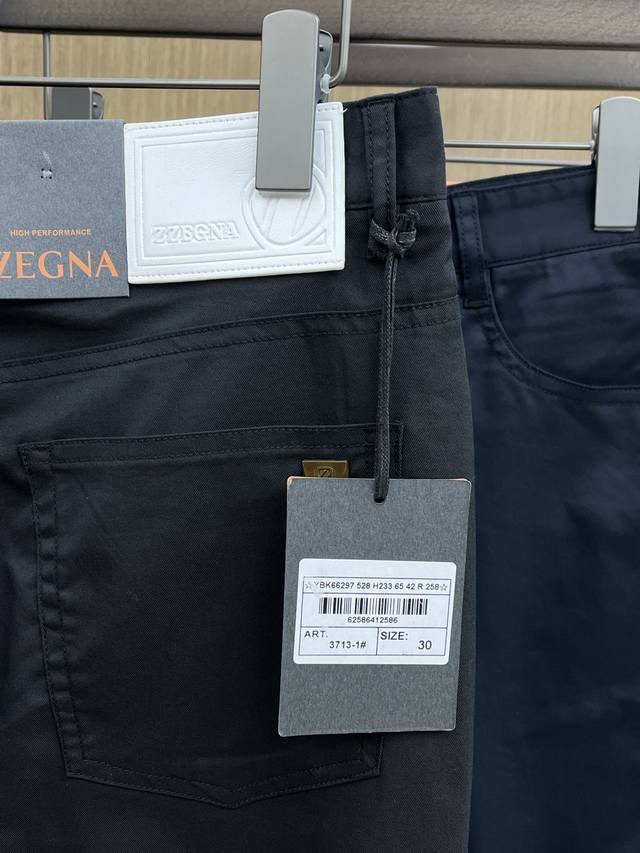 HIGH PERFORMANCE
ZEGNA
ZZEGNA
☆YBK66297 528 H233 65 42 R 258☆
62586412586
ART. SIZE:
3713-1# 30